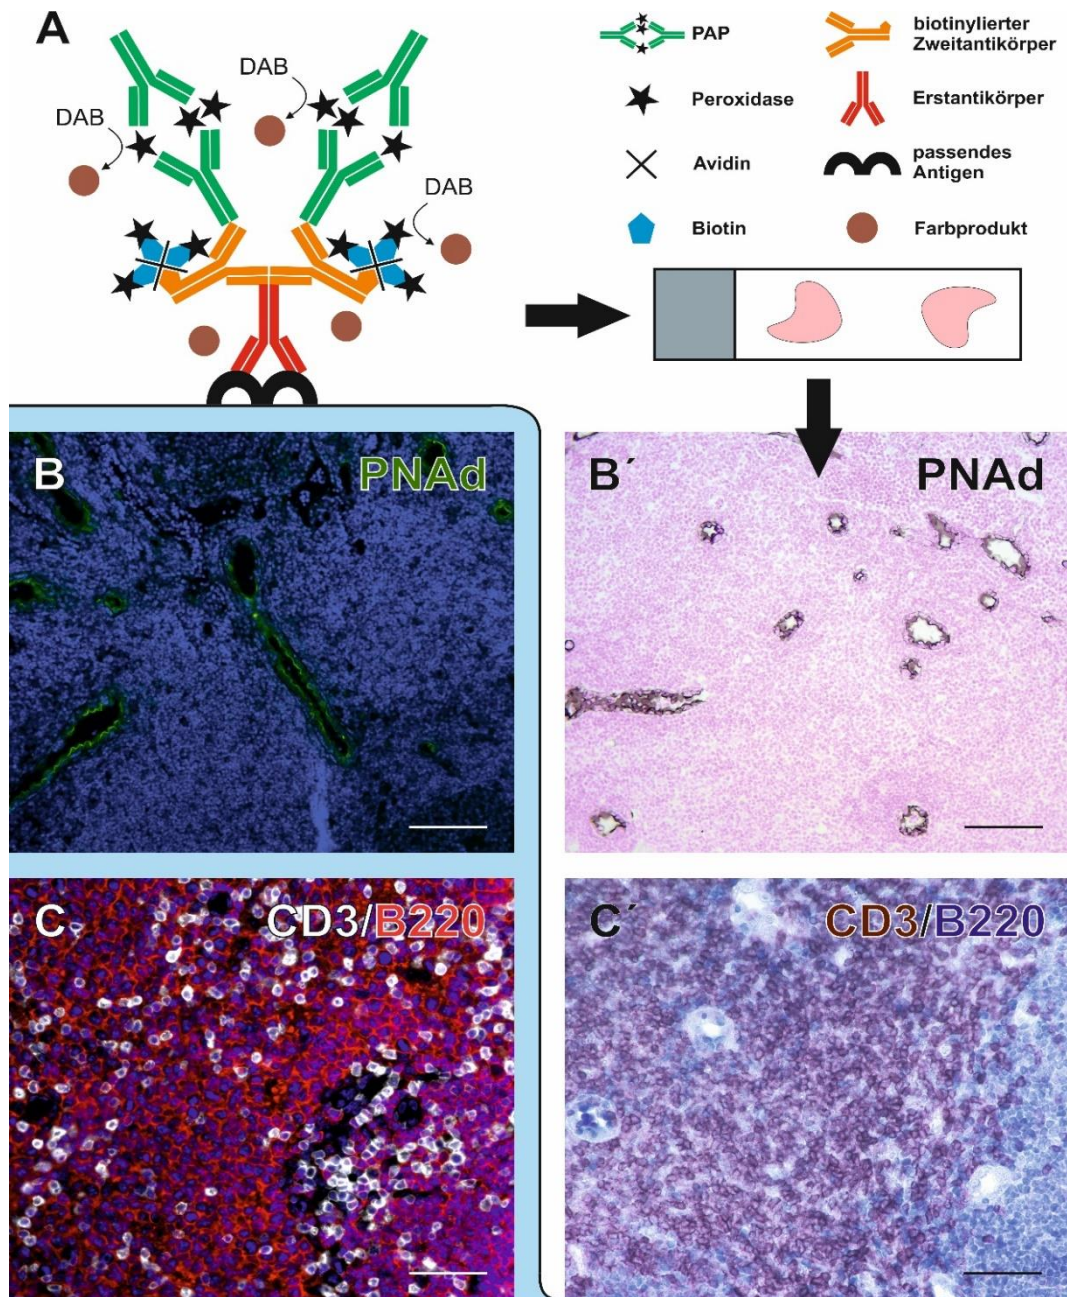 A
DAB
DAB
DAB
PAP
biotinylierter
Zweitantikörper
Peroxidase
Erstantikörper
Avidin
passendes
Antigen
Biotin
Farbprodukt
B
PNAd
B´
PNAd
C
CD3/B220
C´
CD3/B220